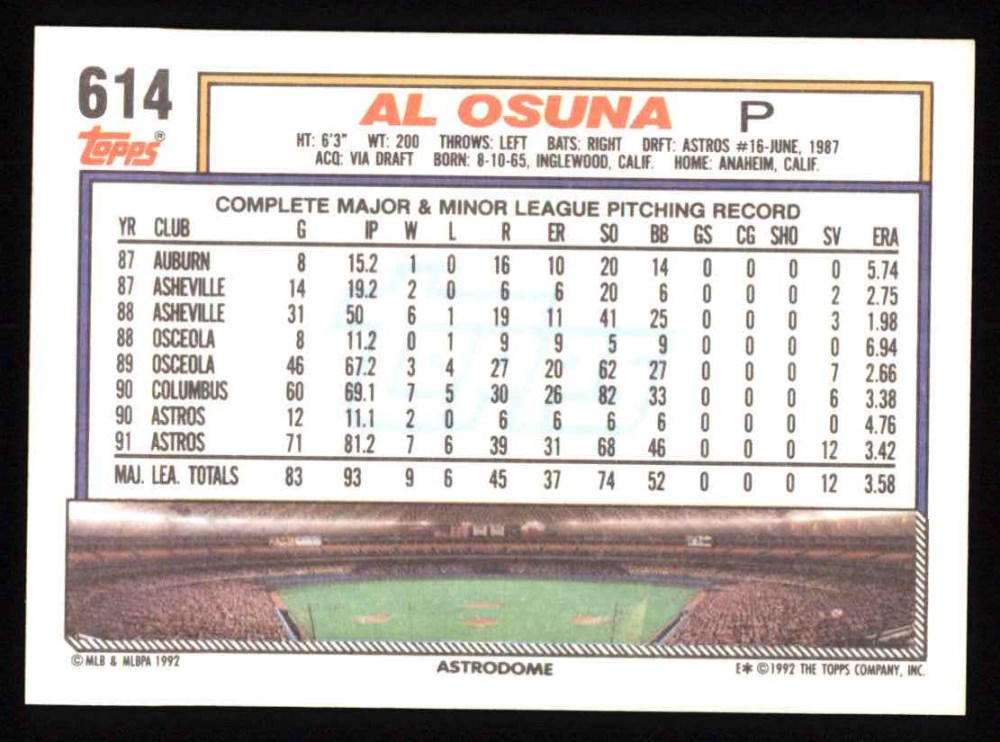 614
Topps®
AL OSUNA P
HT: 6'3" WT: 200 THROWS: LEFT BATS: RIGHT DRFT: ASTROS #16-JUNE, 1987
ACQ: VIA DRAFT BORN: 8-10-65, INGLEWOOD, CALIF. HOME: ANAHEIM, CALIF.
COMPLETE MAJOR & MINOR LEAGUE PITCHING RECORD
YR CLUB G IP W L R ER SO BB GS CG SHO SV ERA
87 AUBURN 8 15.2 1 0 16 10 20 14 0 0 0 0 5.74
87 ASHEVILLE 14 19.2 2 0 6 6 20 6 0 0 0 2 2.75
88 ASHEVILLE 31 50 6 1 19 11 41 25 0 0 0 3 1.98
88 OSCEOLA 8 11.2 0 1 9 9 5 9 0 0 0 0 6.94
89 OSCEOLA 46 67.2 3 4 27 20 62 27 0 0 0 7 2.66
90 COLUMBUS 60 69.1 7 5 30 26 82 33 0 0 0 6 3.38
90 ASTROS 12 11.1 2 0 6 6 6 6 0 0 0 0 4.76
91 ASTROS 71 81.2 7 6 39 31 68 46 0 0 0 12 3.42
MAJ. LEA. TOTALS 83 93 9 6 45 37 74 52 0 0 0 12 3.58
© MLB & MLBPA 1992
ASTRODOME
E* ©1992 THE TOPPS COMPANY, INC.